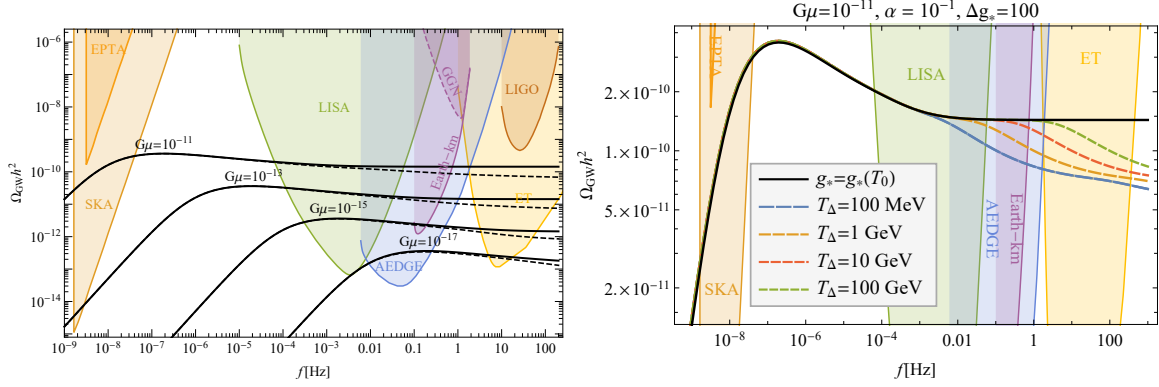 10⁻⁶
10⁻⁸
10⁻¹⁰
10⁻¹²
10⁻¹⁴
Ω_GW h²
EPTA
SKA
LISA
GGN
LIGO
Earth−km
ET
AEDGE
Gμ=10⁻¹¹
Gμ=10⁻¹³
Gμ=10⁻¹⁵
Gμ=10⁻¹⁷
10⁻⁹ 10⁻⁸ 10⁻⁷ 10⁻⁶ 10⁻⁵ 10⁻⁴ 10⁻³ 0.01 0.10 1 10 100
f[Hz]
Gμ=10⁻¹¹, α = 10⁻¹, Δg*=100
2.×10⁻¹⁰
1.×10⁻¹⁰
5.×10⁻¹¹
2.×10⁻¹¹
Ω_GW h²
EPTA
SKA
LISA
AEDGE
Earth−km
ET
g*=g*(T₀)
T_Δ=100 MeV
T_Δ=1 GeV
T_Δ=10 GeV
T_Δ=100 GeV
10⁻⁸ 10⁻⁶ 10⁻⁴ 0.01 1 100
f[Hz]